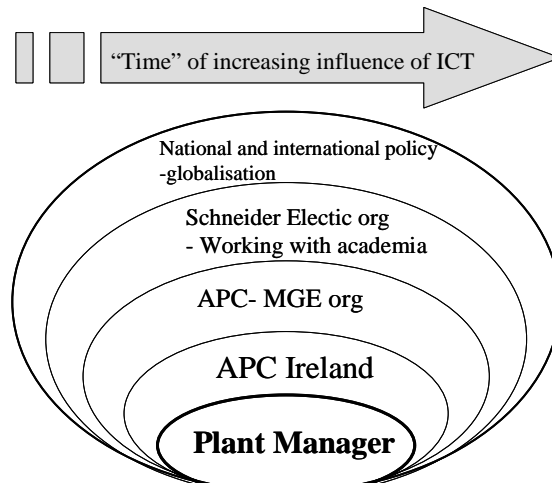 “Time” of increasing influence of ICT
National and international policy
-globalisation
Schneider Electic org
- Working with academia
APC- MGE org
APC Ireland
Plant Manager